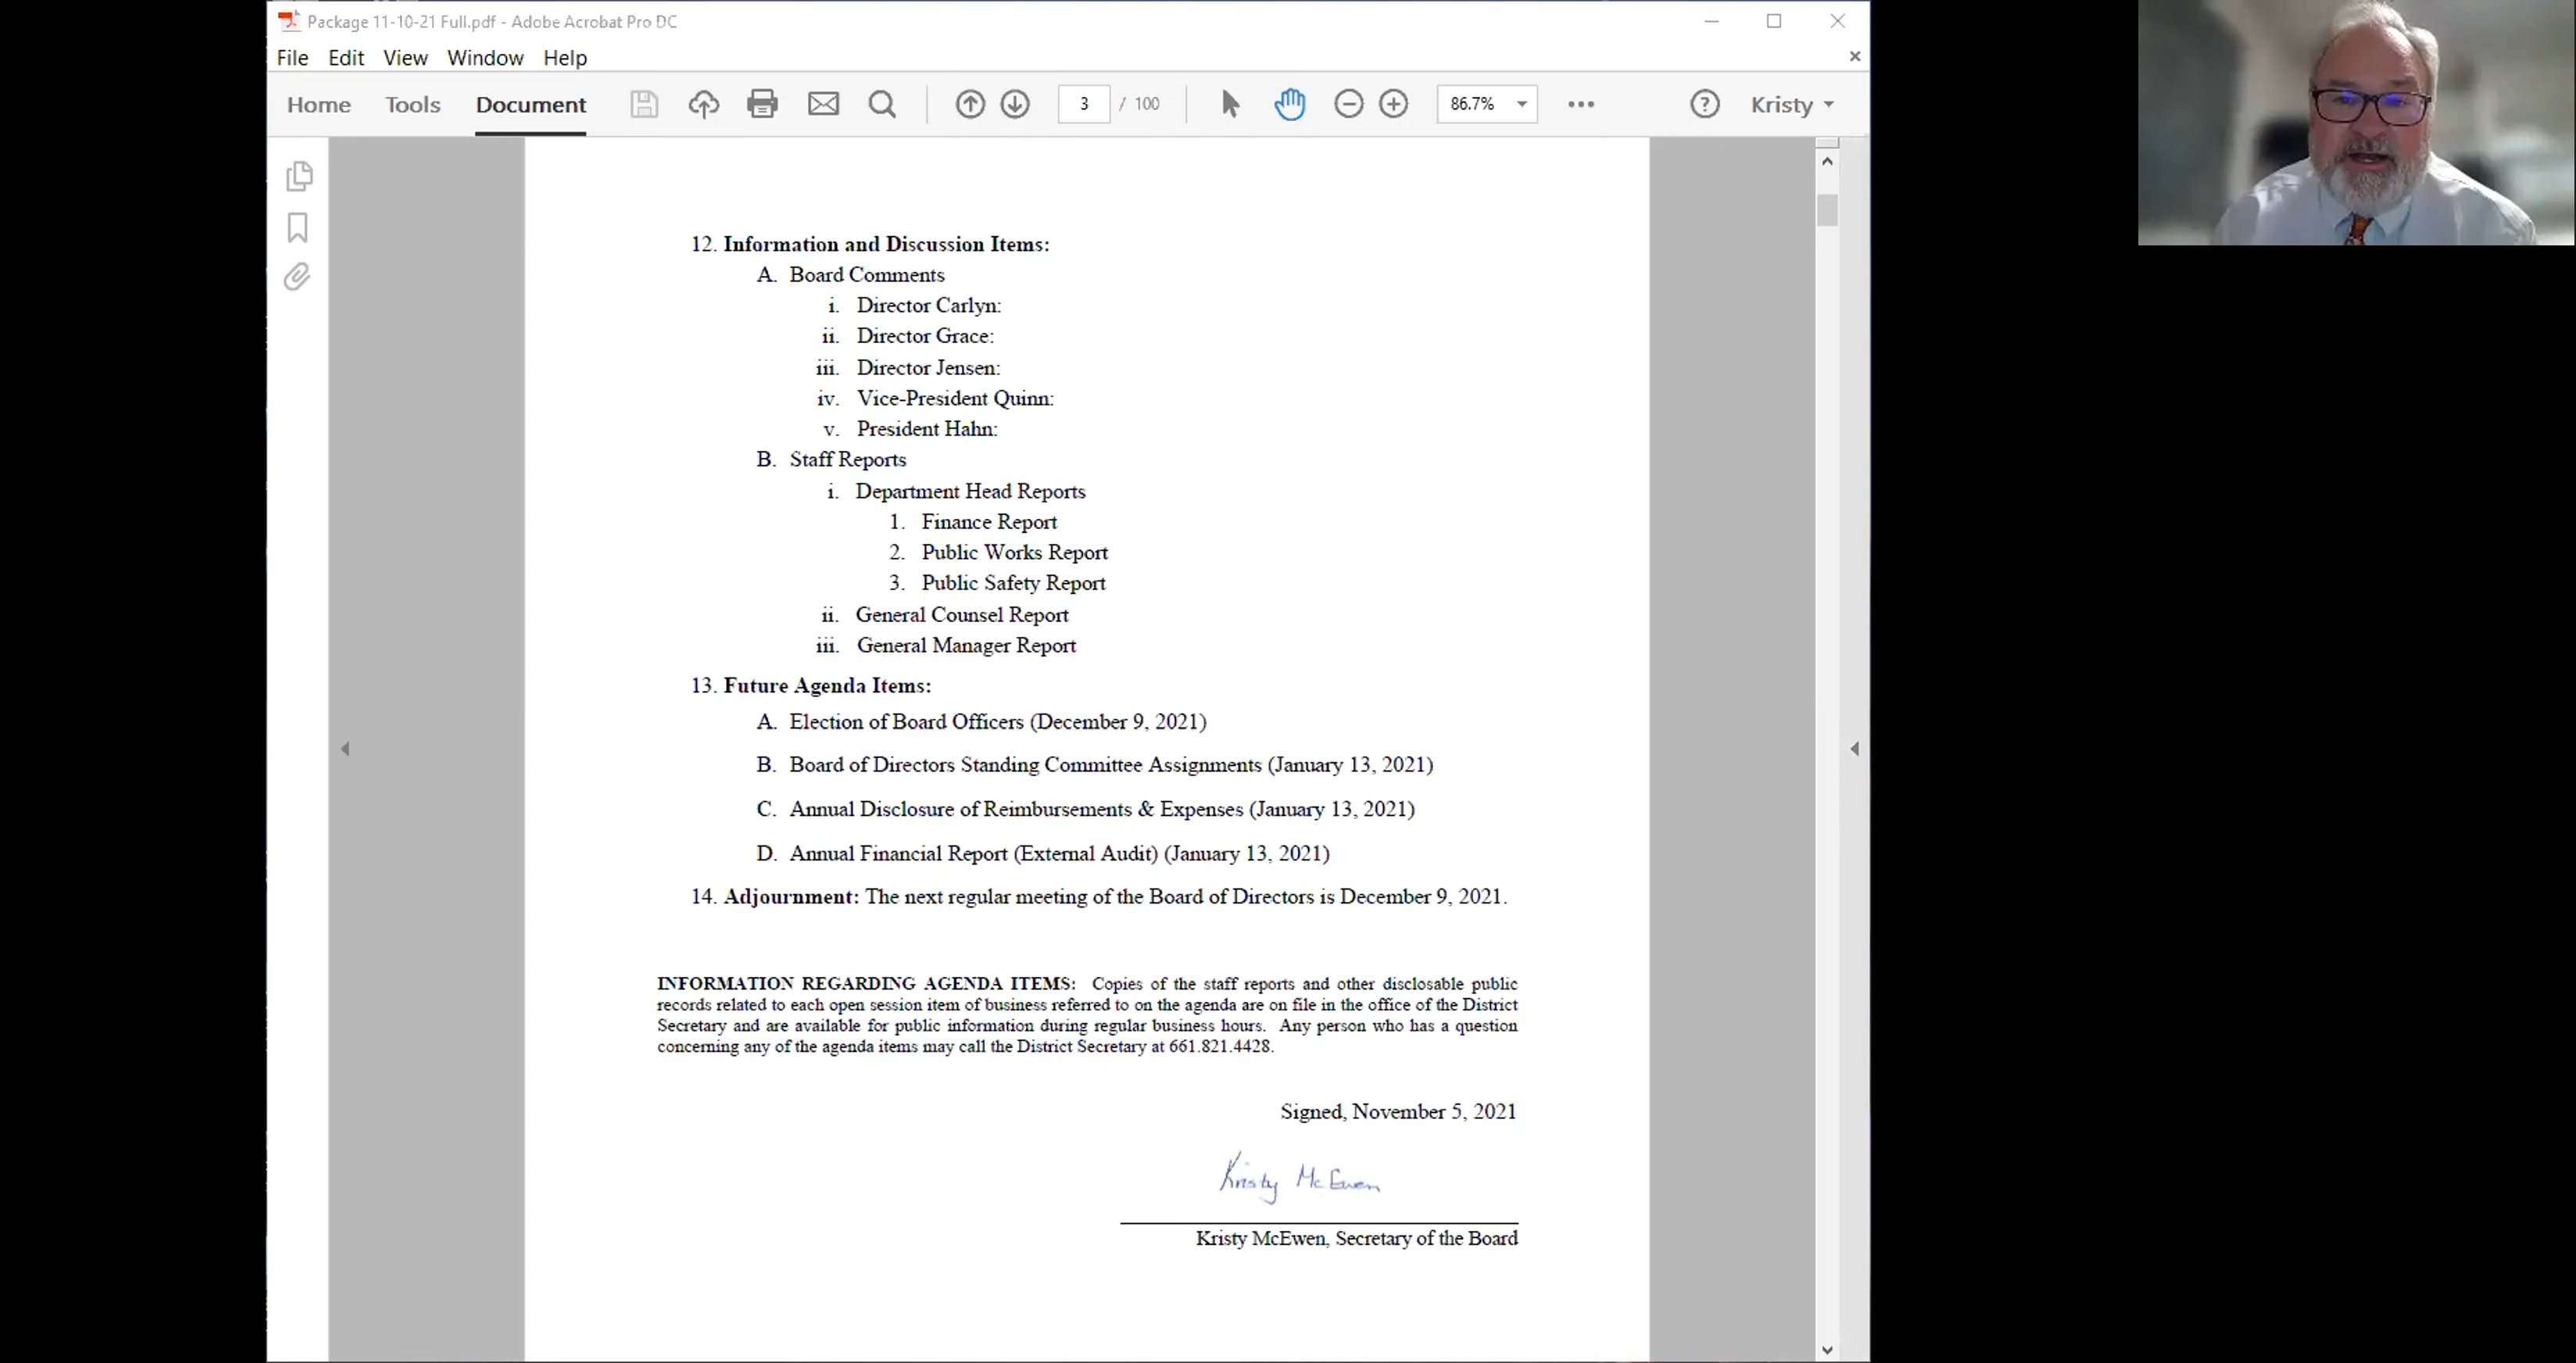 Package 11-10-21 Full.pdf - Adobe Acrobat Pro DC
File Edit View Window Help
Home Tools Document 3 / 100 86.7% Kristy
12. Information and Discussion Items:
A. Board Comments
i. Director Carlyn:
ii. Director Grace:
iii. Director Jensen:
iv. Vice-President Quinn:
v. President Hahn:
B. Staff Reports
i. Department Head Reports
1. Finance Report
2. Public Works Report
3. Public Safety Report
ii. General Counsel Report
iii. General Manager Report
13. Future Agenda Items:
A. Election of Board Officers (December 9, 2021)
B. Board of Directors Standing Committee Assignments (January 13, 2021)
C. Annual Disclosure of Reimbursements & Expenses (January 13, 2021)
D. Annual Financial Report (External Audit) (January 13, 2021)
14. Adjournment: The next regular meeting of the Board of Directors is December 9, 2021.
INFORMATION REGARDING AGENDA ITEMS: Copies of the staff reports and other disclosable public
records related to each open session item of business referred to on the agenda are on file in the office of the District
Secretary and are available for public information during regular business hours. Any person who has a question
concerning any of the agenda items may call the District Secretary at 661.821.4428.
Signed, November 5, 2021
Kristy McEwen
Kristy McEwen, Secretary of the Board